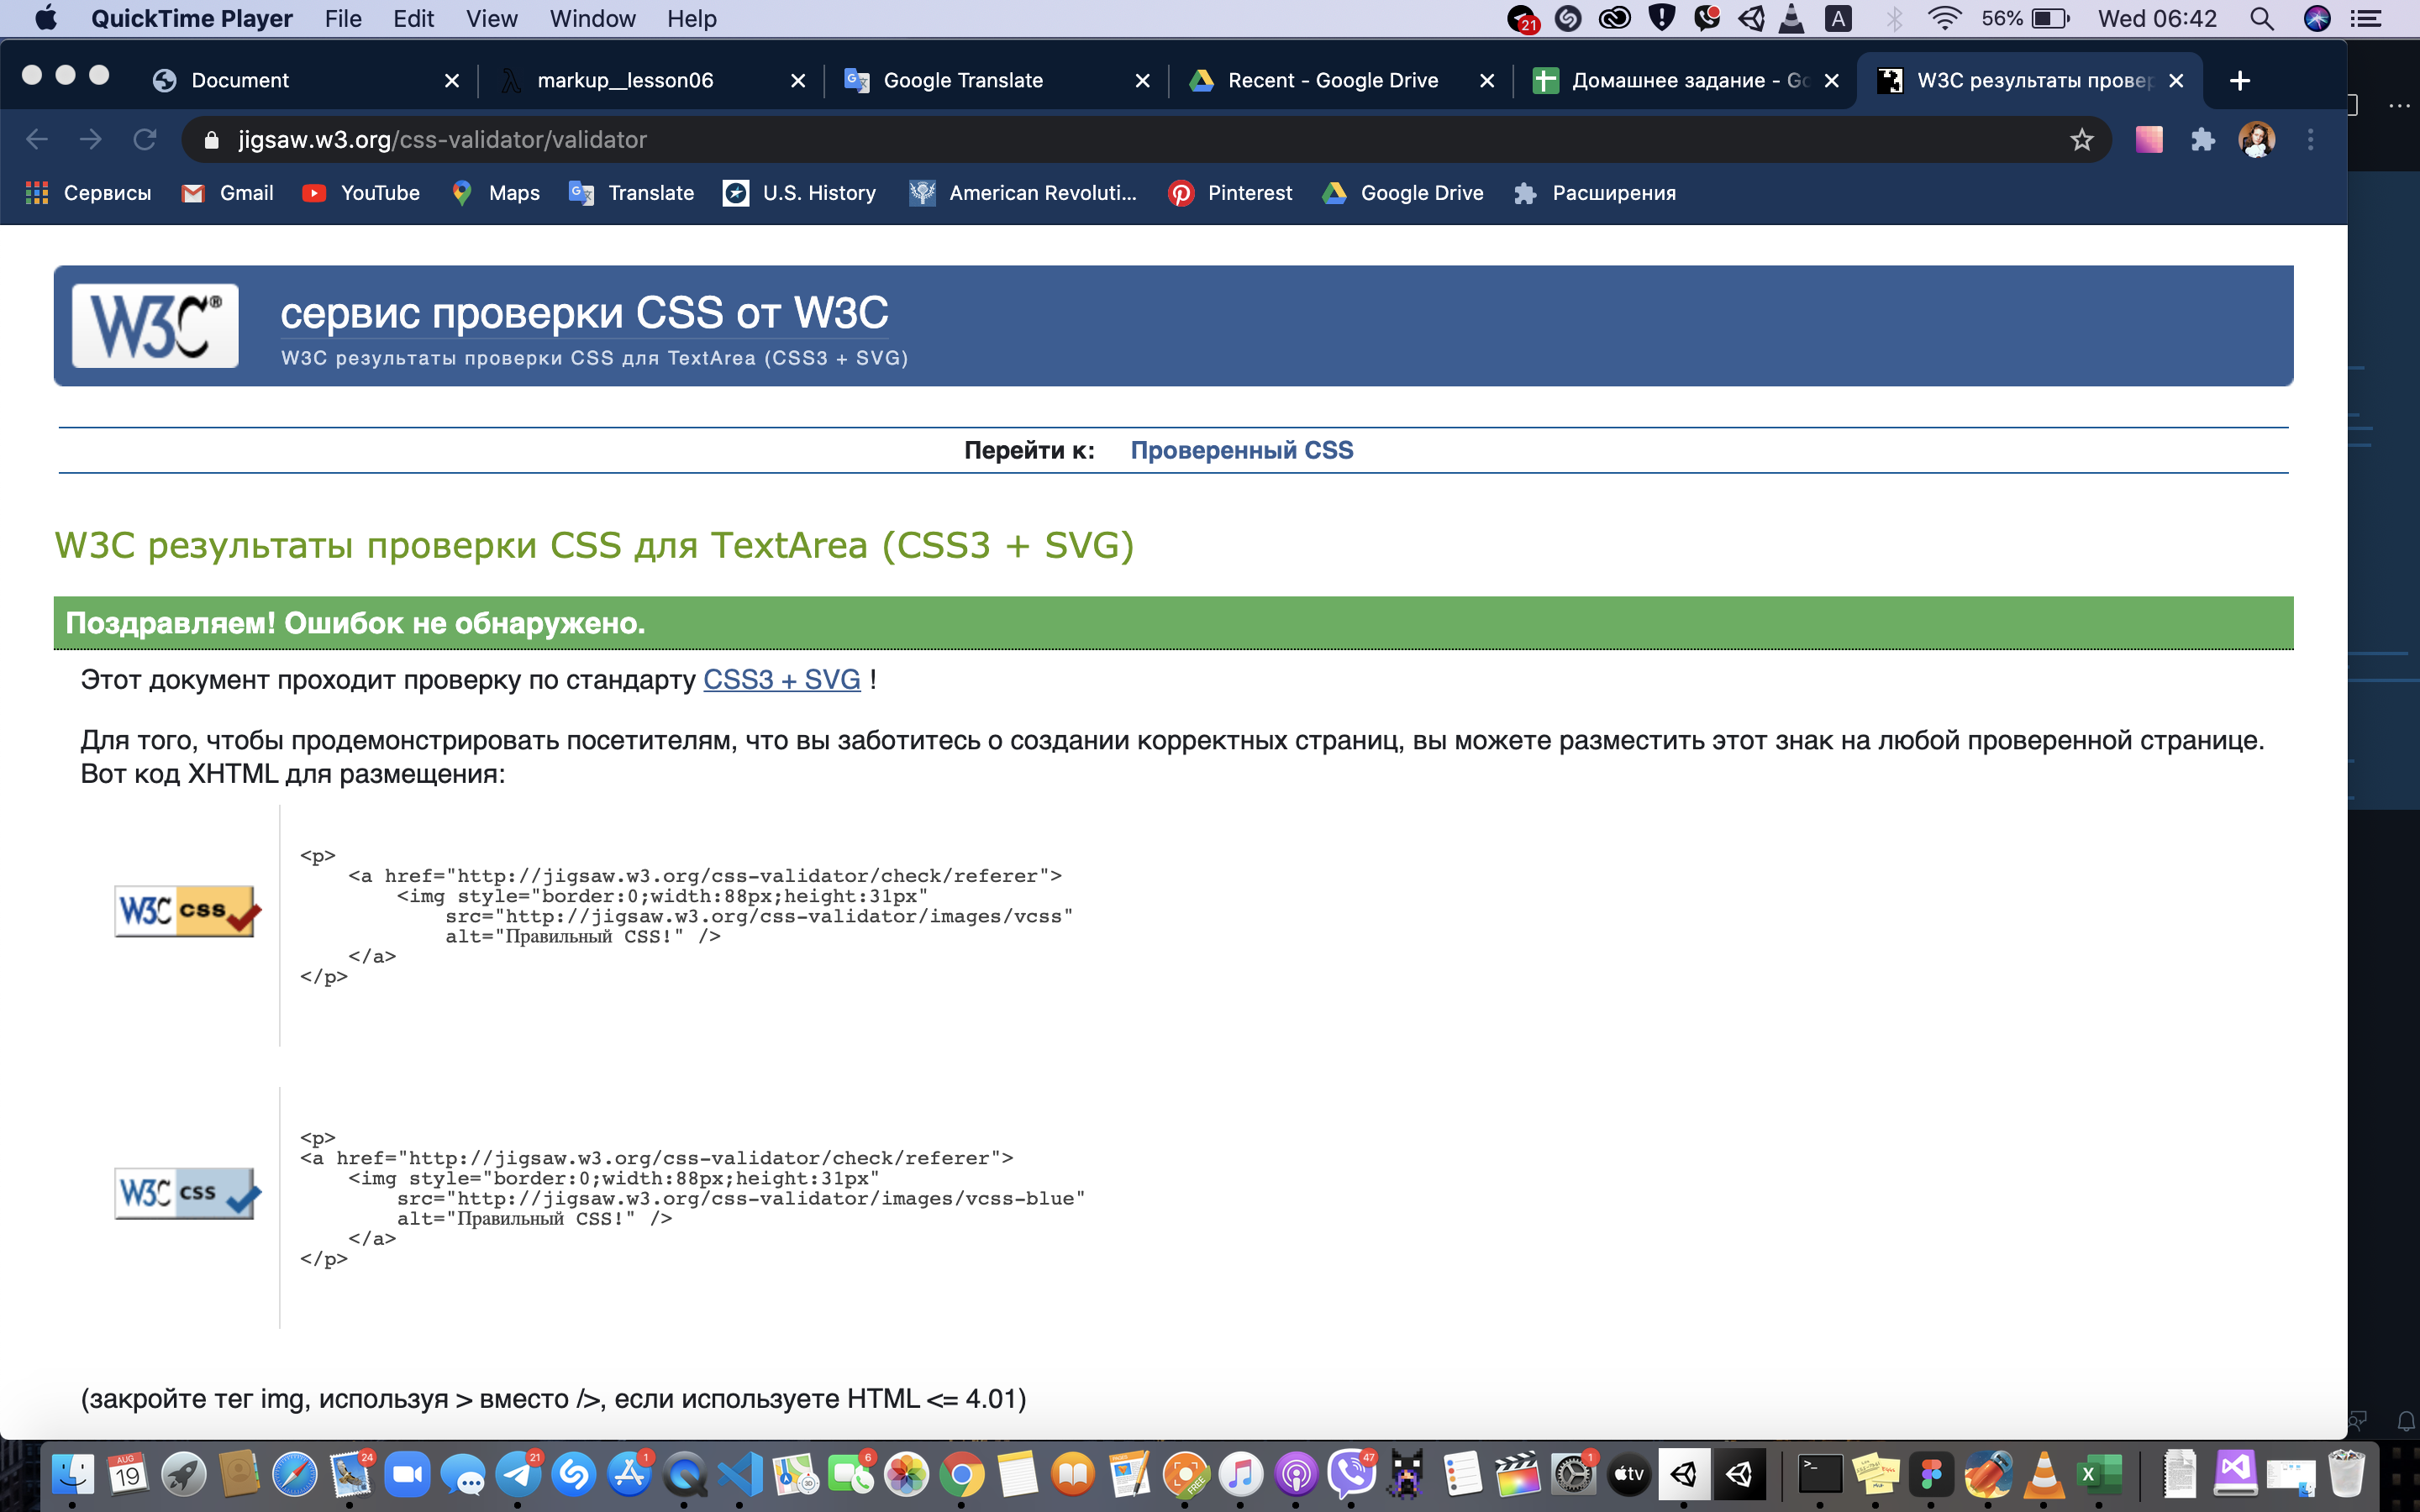 QuickTime Player File Edit View Window Help 21 A 56% Wed 06:42
Document markup__lesson06 Google Translate Recent - Google Drive Домашнее задание - Go W3C результаты провер
jigsaw.w3.org/css-validator/validator
Сервисы Gmail YouTube Maps Translate U.S. History American Revoluti... Pinterest Google Drive Расширения
W3C® сервис проверки CSS от W3C
W3C результаты проверки CSS для TextArea (CSS3 + SVG)
Перейти к: Проверенный CSS
W3C результаты проверки CSS для TextArea (CSS3 + SVG)
Поздравляем! Ошибок не обнаружено.
Этот документ проходит проверку по стандарту CSS3 + SVG !
Для того, чтобы продемонстрировать посетителям, что вы заботитесь о создании корректных страниц, вы можете разместить этот знак на любой проверенной странице.
Вот код XHTML для размещения:
W3C css
<p>
<a href="http://jigsaw.w3.org/css-validator/check/referer">
<img style="border:0;width:88px;height:31px"
src="http://jigsaw.w3.org/css-validator/images/vcss"
alt="Правильный CSS!" />
</a>
</p>
W3C css
<p>
<a href="http://jigsaw.w3.org/css-validator/check/referer">
<img style="border:0;width:88px;height:31px"
src="http://jigsaw.w3.org/css-validator/images/vcss-blue"
alt="Правильный CSS!" />
</a>
</p>
(закройте тег img, используя > вместо />, если используете HTML <= 4.01)
AUG 19 24 21 1 6 FREE 47 1 tv